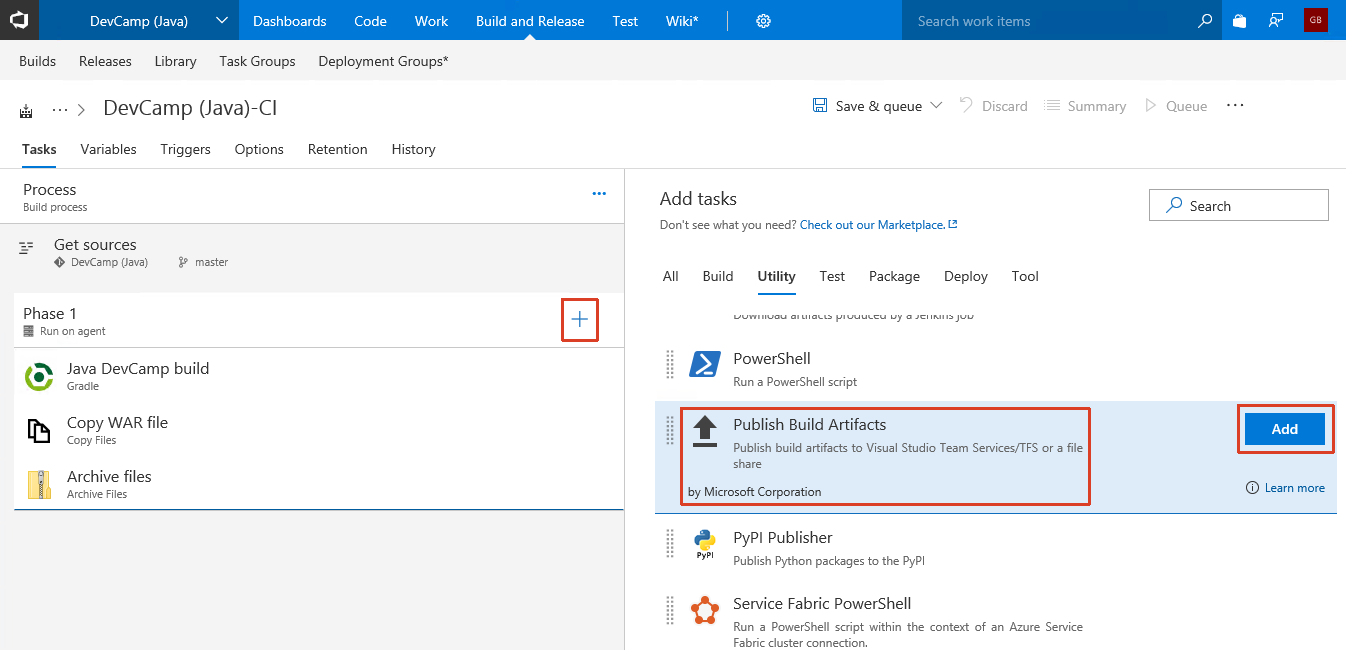 DevCamp (Java) Dashboards Code Work Build and Release Test Wiki* Search work items GB
Builds Releases Library Task Groups Deployment Groups*
··· DevCamp (Java)-CI Save & queue Discard Summary Queue ···
Tasks Variables Triggers Options Retention History
Process
Build process
···
Get sources
DevCamp (Java) master
Phase 1
Run on agent
Java DevCamp build
Gradle
Copy WAR file
Copy Files
Archive files
Archive Files
Add tasks
Search
Don't see what you need? Check out our Marketplace.
All Build Utility Test Package Deploy Tool
Download artifacts produced by a Jenkins job
PowerShell
Run a PowerShell script
Publish Build Artifacts
Add
Publish build artifacts to Visual Studio Team Services/TFS or a file
share
by Microsoft Corporation
Learn more
PyPI
PyPI Publisher
Publish Python packages to the PyPI
Service Fabric PowerShell
Run a PowerShell script within the context of an Azure Service
Fabric cluster connection.